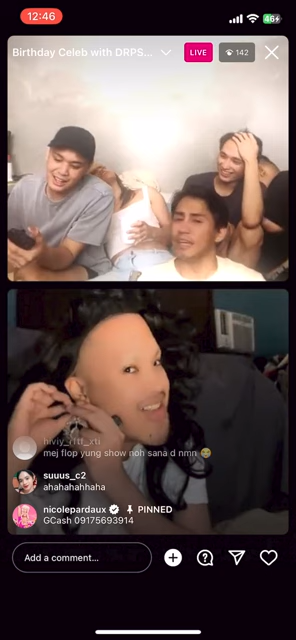 12:46
46
Birthday Celeb with DRPS...
LIVE
142
mej flop yung show noh sana d nmn 😢
suuus_c2
ahahahahhaha
nicolepardaux PINNED
GCash 09175693914
Add a comment...